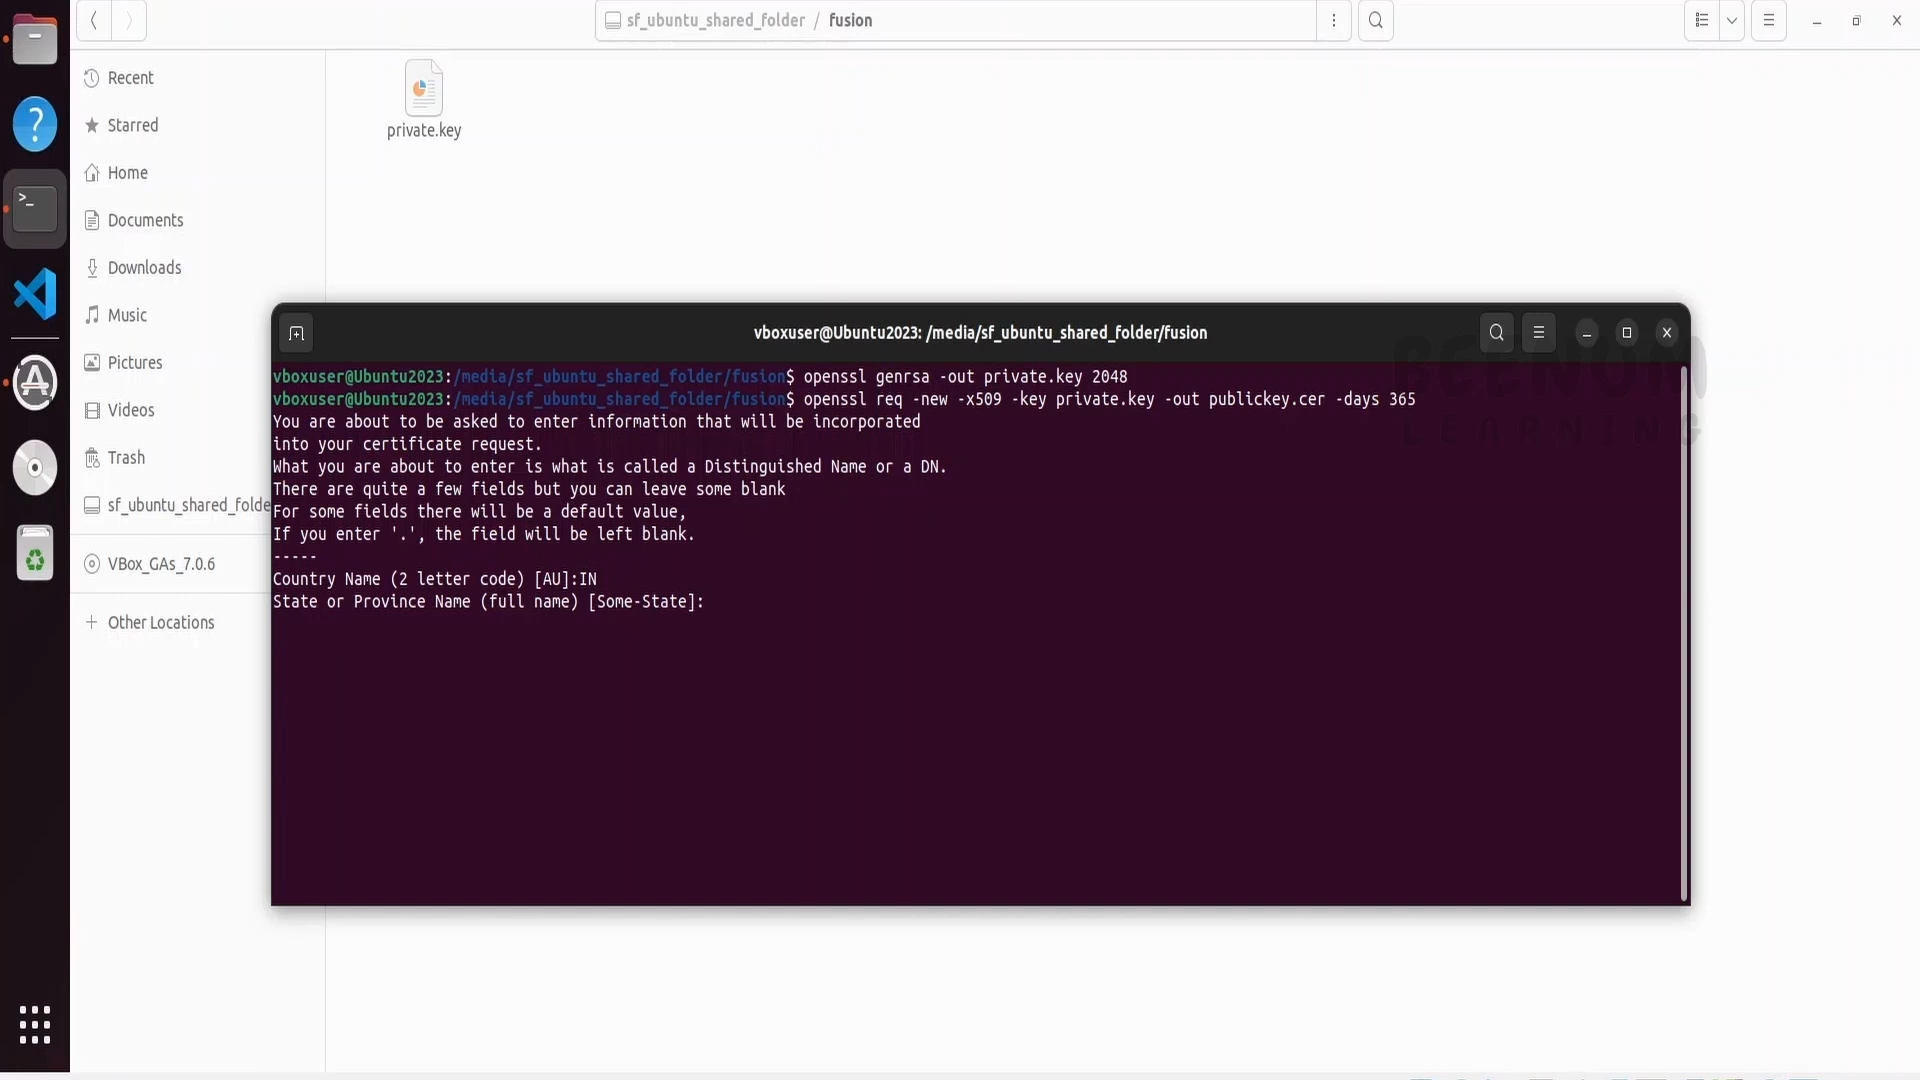 sf_ubuntu_shared_folder / fusion
Recent
Starred
Home
Documents
Downloads
Music
Pictures
Videos
Trash
sf_ubuntu_shared_folde
VBox_GAs_7.0.6
+ Other Locations
private.key
vboxuser@Ubuntu2023: /media/sf_ubuntu_shared_folder/fusion
vboxuser@Ubuntu2023:/media/sf_ubuntu_shared_folder/fusion$ openssl genrsa -out private.key 2048
vboxuser@Ubuntu2023:/media/sf_ubuntu_shared_folder/fusion$ openssl req -new -x509 -key private.key -out publickey.cer -days 365
You are about to be asked to enter information that will be incorporated
into your certificate request.
What you are about to enter is what is called a Distinguished Name or a DN.
There are quite a few fields but you can leave some blank
For some fields there will be a default value,
If you enter '.', the field will be left blank.
-----
Country Name (2 letter code) [AU]:IN
State or Province Name (full name) [Some-State]:
BEENUM
LEARNING